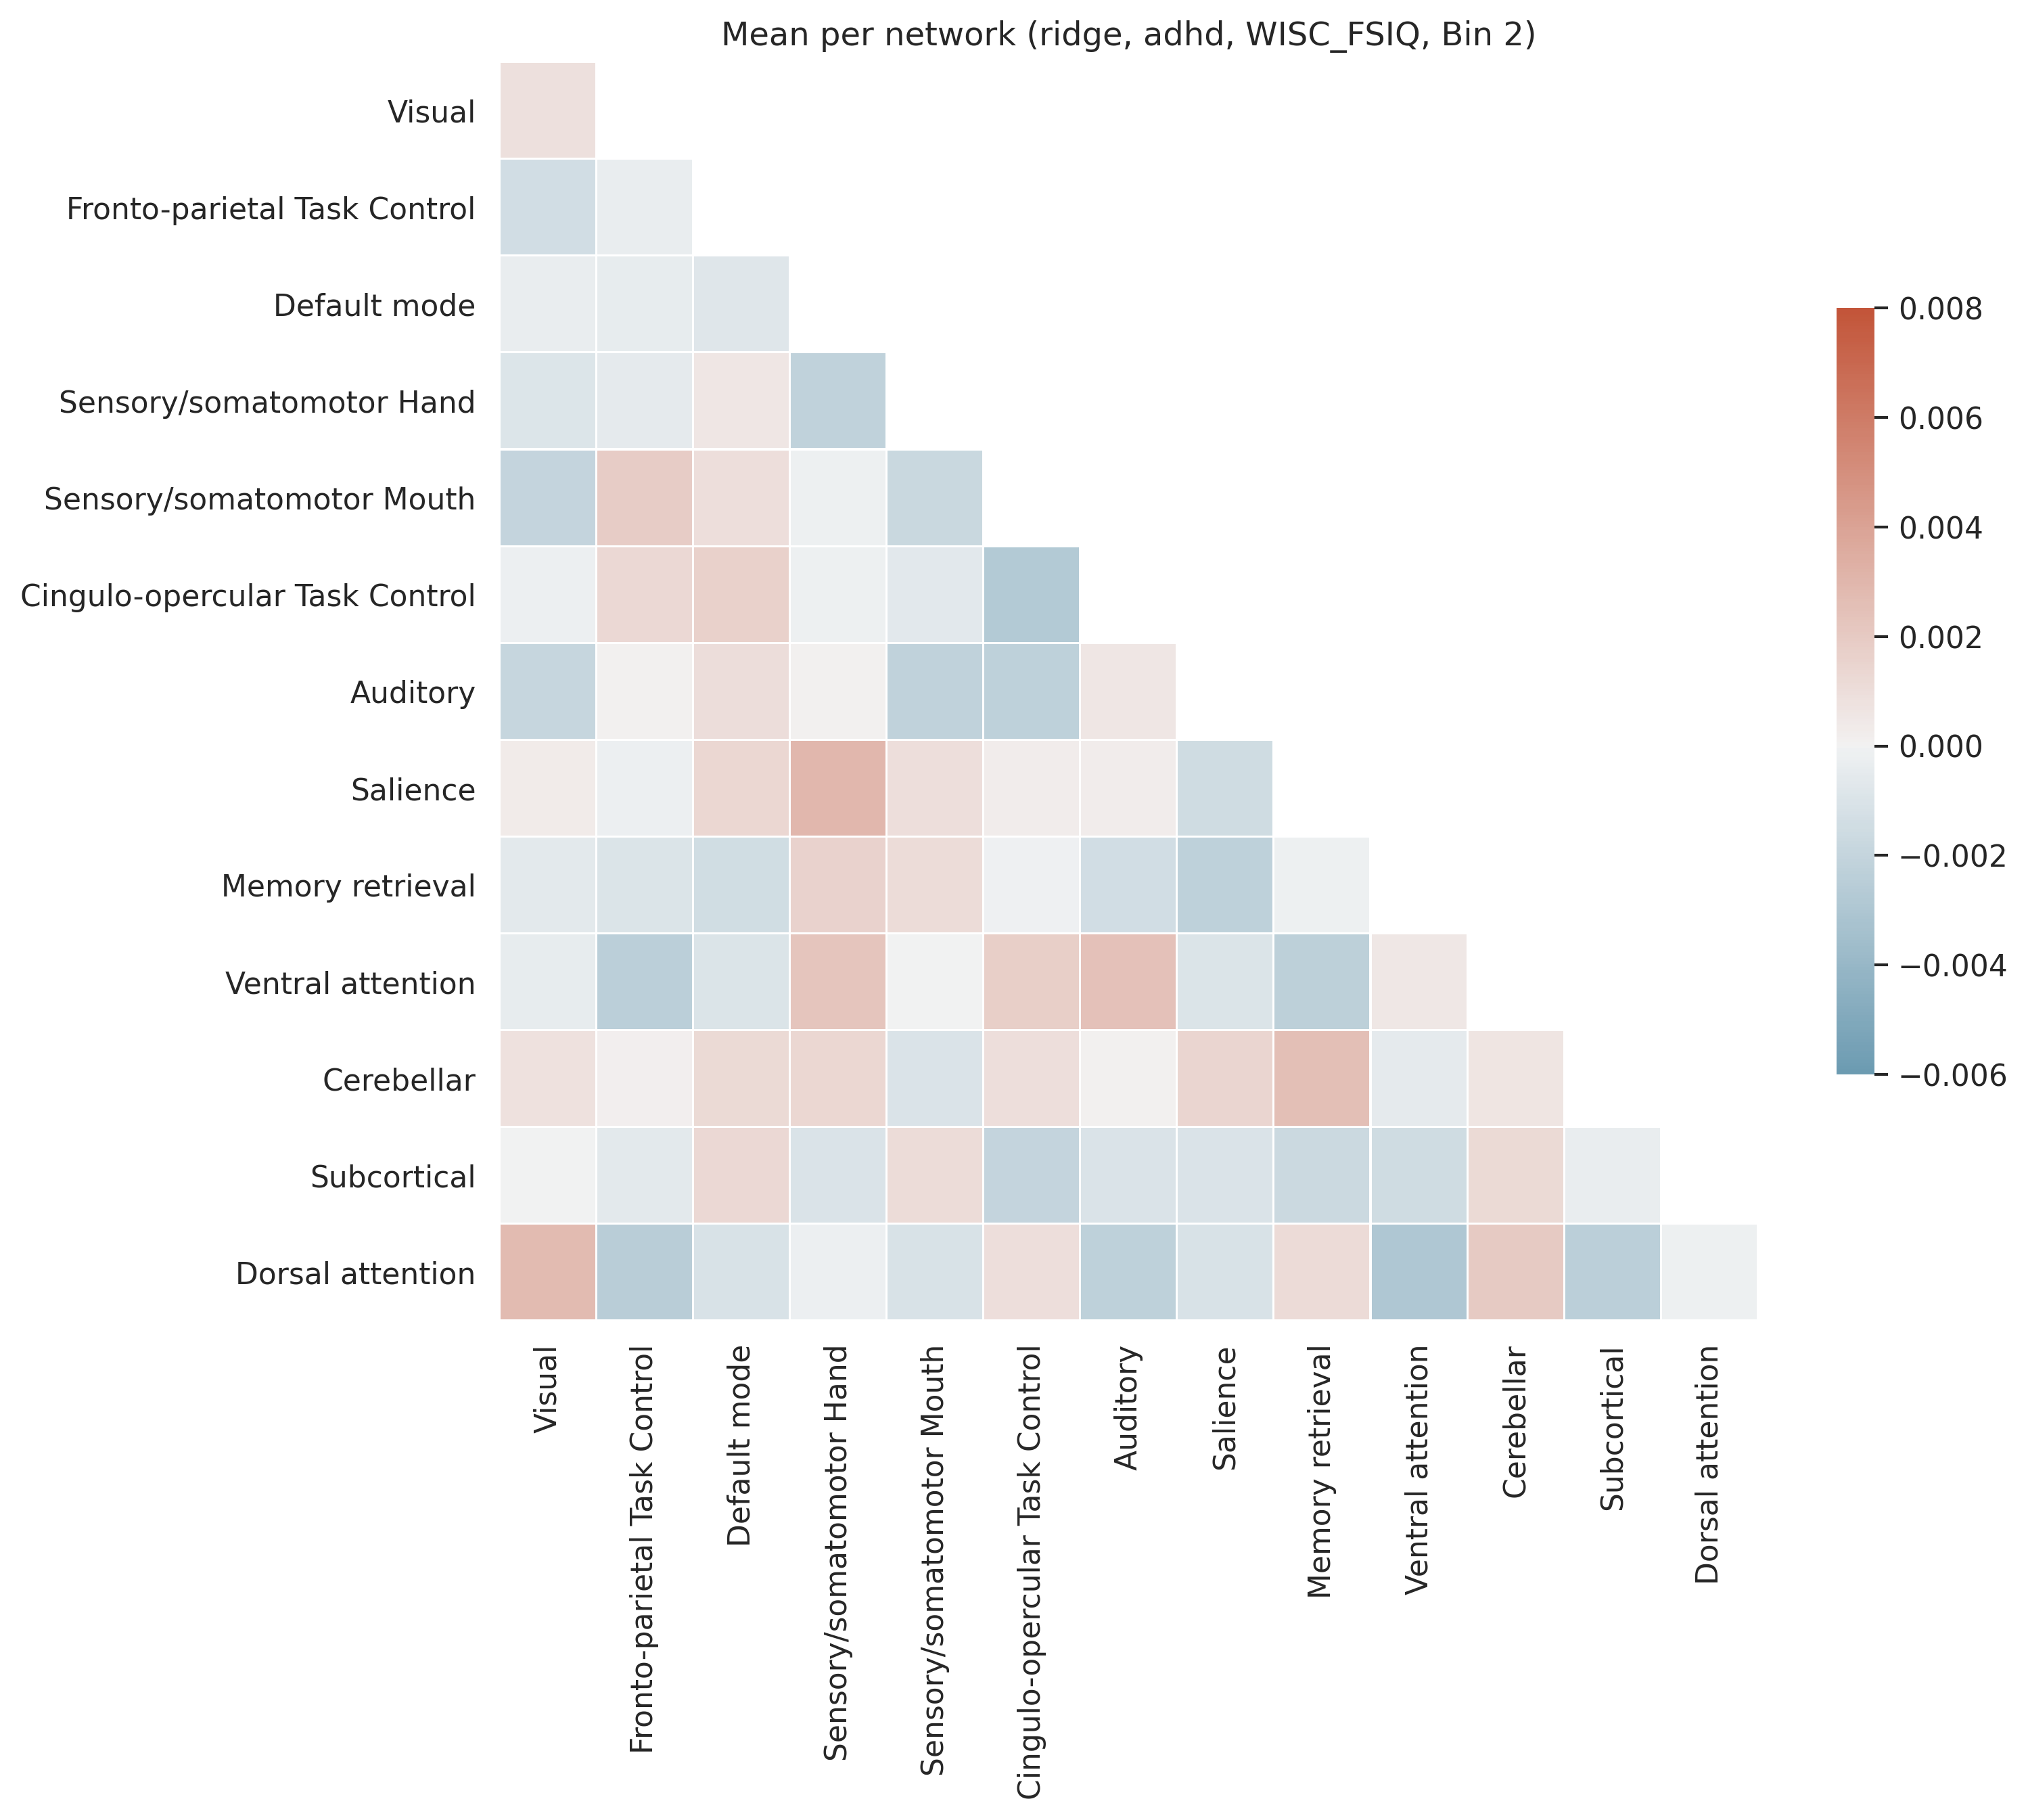 Mean per network (ridge, adhd, WISC_FSIQ, Bin 2)
Visual
Fronto-parietal Task Control
Default mode
Sensory/somatomotor Hand
Sensory/somatomotor Mouth
Cingulo-opercular Task Control
Auditory
Salience
Memory retrieval
Ventral attention
Cerebellar
Subcortical
Dorsal attention
Visual
Fronto-parietal Task Control
Default mode
Sensory/somatomotor Hand
Sensory/somatomotor Mouth
Cingulo-opercular Task Control
Auditory
Salience
Memory retrieval
Ventral attention
Cerebellar
Subcortical
Dorsal attention
0.008
0.006
0.004
0.002
0.000
−0.002
−0.004
−0.006